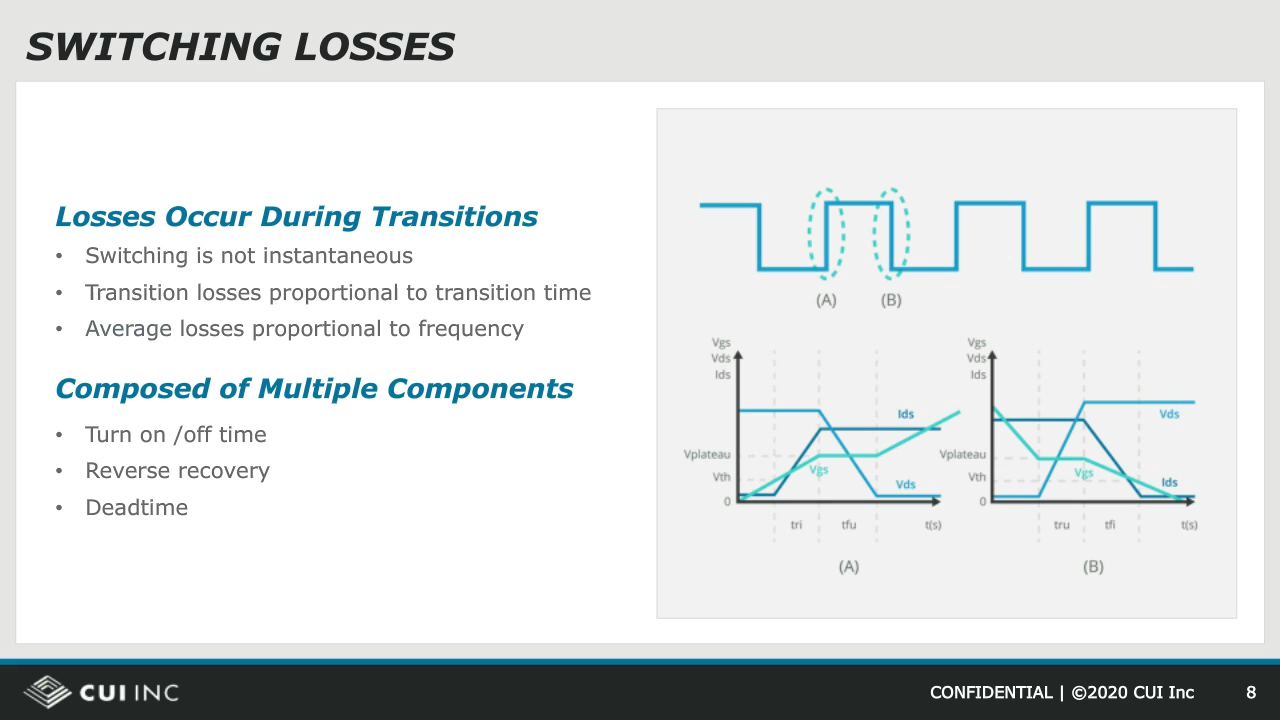 SWITCHING LOSSES
Losses Occur During Transitions
• Switching is not instantaneous
• Transition losses proportional to transition time
• Average losses proportional to frequency
Composed of Multiple Components
• Turn on /off time
• Reverse recovery
• Deadtime
(A) (B)
Vgs
Vds
Ids
Ids
Vplateau
Vgs
Vth
Vds
0
tri tfu t(s)
(A)
Vgs
Vds
Ids
Vds
Vplateau
Vgs
Vth
Ids
0
tru tfi t(s)
(B)
CUI INC
CONFIDENTIAL | ©2020 CUI Inc 8